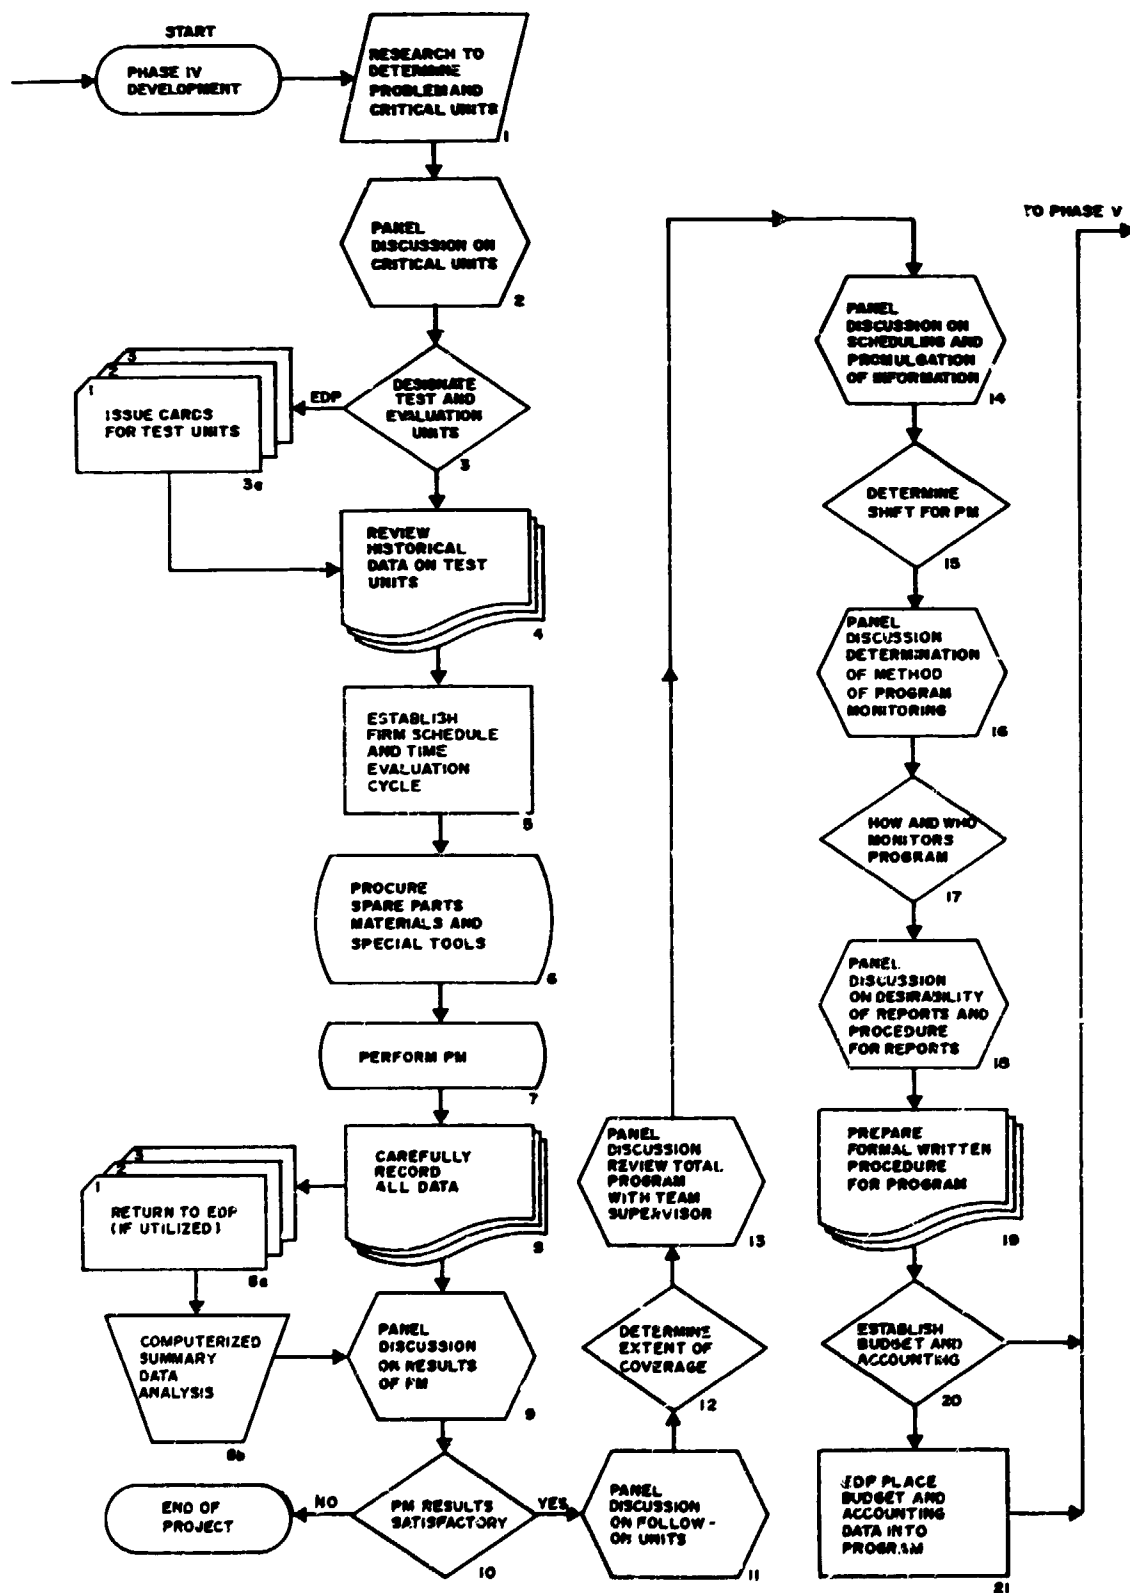 START
PHASE IV
DEVELOPMENT
RESEARCH TO
DETERMINE
PROBLEM AND
CRITICAL UNITS
1
PANEL
DISCUSSION ON
CRITICAL UNITS
2
DESIGNATE
TEST AND
EVALUATION
UNITS
3
EDP
3
2
1
ISSUE CARDS
FOR TEST UNITS
3a
REVIEW
HISTORICAL
DATA ON TEST
UNITS
4
ESTABLISH
FIRM SCHEDULE
AND TIME
EVALUATION
CYCLE
5
PROCURE
SPARE PARTS
MATERIALS AND
SPECIAL TOOLS
6
PERFORM PM
7
CAREFULLY
RECORD
ALL DATA
8
3
2
1
RETURN TO EDP
(IF UTILIZED)
8a
COMPUTERIZED
SUMMARY
DATA
ANALYSIS
8b
PANEL
DISCUSSION
ON RESULTS
OF PM
9
PM RESULTS
SATISFACTORY
10
NO
END OF
PROJECT
YES
PANEL
DISCUSSION
ON FOLLOW-
ON UNITS
11
DETERMINE
EXTENT OF
COVERAGE
12
PANEL
DISCUSSION
REVIEW TOTAL
PROGRAM
WITH TEAM
SUPERVISOR
13
PANEL
DISCUSSION ON
SCHEDULING AND
PROMULGATION
OF INFORMATION
14
DETERMINE
SHIFT FOR PM
15
PANEL
DISCUSSION
DETERMINATION
OF METHOD
OF PROGRAM
MONITORING
16
HOW AND WHO
MONITORS
PROGRAM
17
PANEL
DISCUSSION
ON DESIRABILITY
OF REPORTS AND
PROCEDURE
FOR REPORTS
18
PREPARE
FORMAL WRITTEN
PROCEDURE
FOR PROGRAM
19
ESTABLISH
BUDGET AND
ACCOUNTING
20
EDP PLACE
BUDGET AND
ACCOUNTING
DATA INTO
PROGRAM
21
TO PHASE V